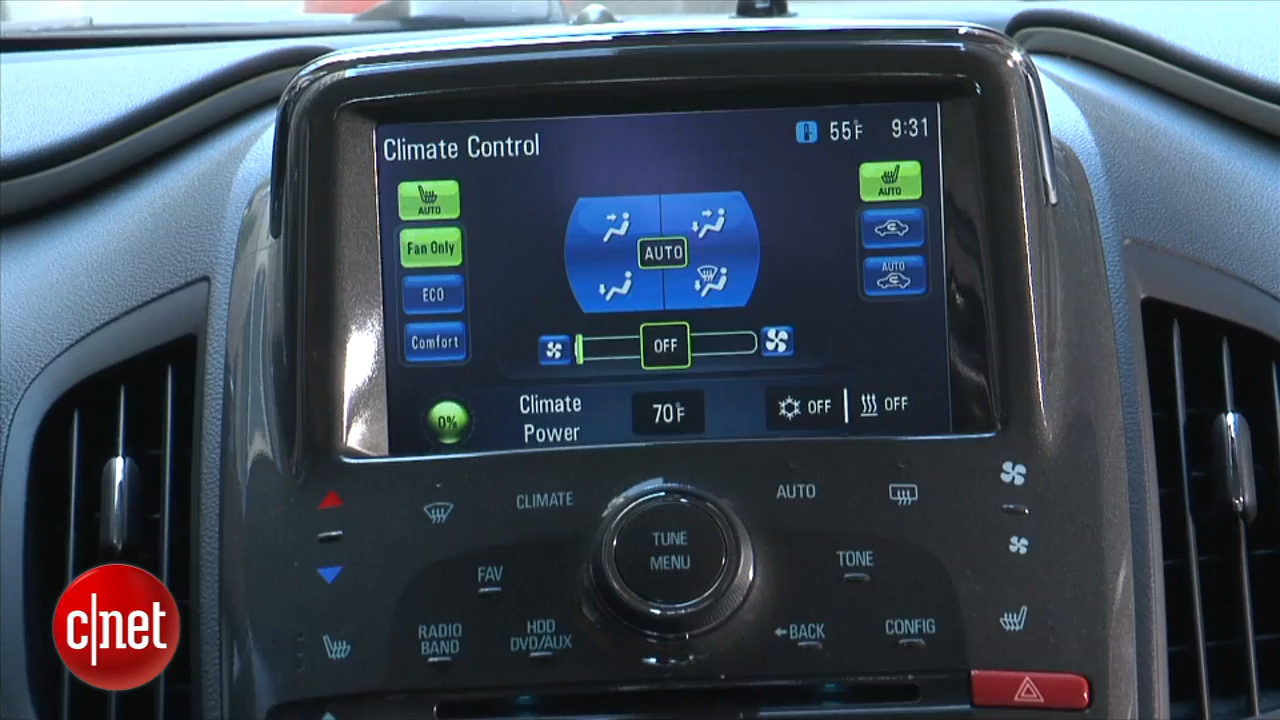 Climate Control
55°F 9:31
AUTO
AUTO
Fan Only
AUTO
ECO
AUTO
Comfort
OFF
0%
Climate
Power
70°F
OFF
OFF
CLIMATE
AUTO
TUNE
MENU
FAV
TONE
RADIO
BAND
HDD
DVD/AUX
BACK
CONFIG
c|net